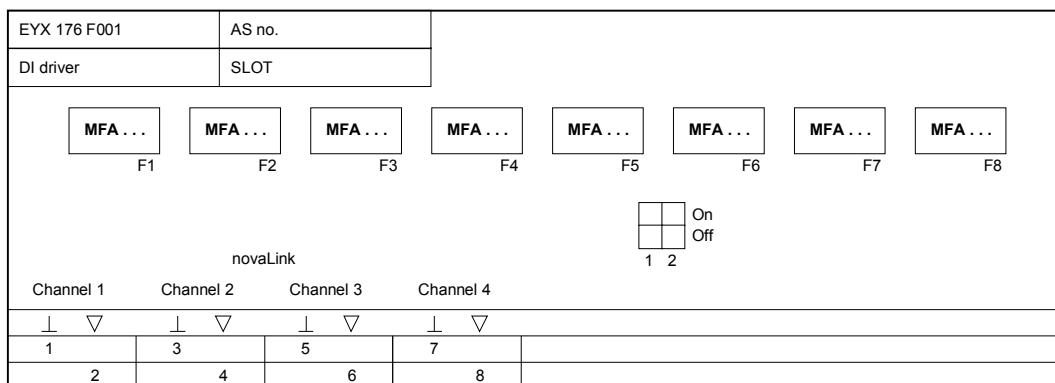 EYX 176 F001 AS no.
DI driver SLOT
MFA . . . MFA . . . MFA . . . MFA . . . MFA . . . MFA . . . MFA . . . MFA . . .
F1 F2 F3 F4 F5 F6 F7 F8
On
Off
1 2
novaLink
Channel 1 Channel 2 Channel 3 Channel 4
1 3 5 7
2 4 6 8